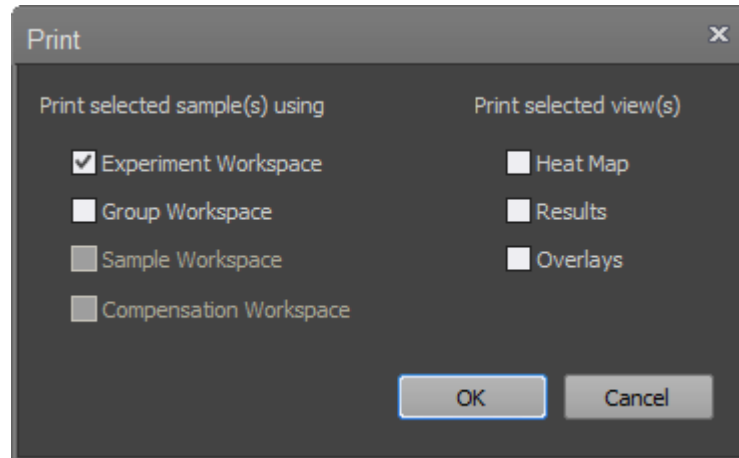 Print
Print selected sample(s) using
Experiment Workspace
Group Workspace
Sample Workspace
Compensation Workspace
Print selected view(s)
Heat Map
Results
Overlays
OK
Cancel